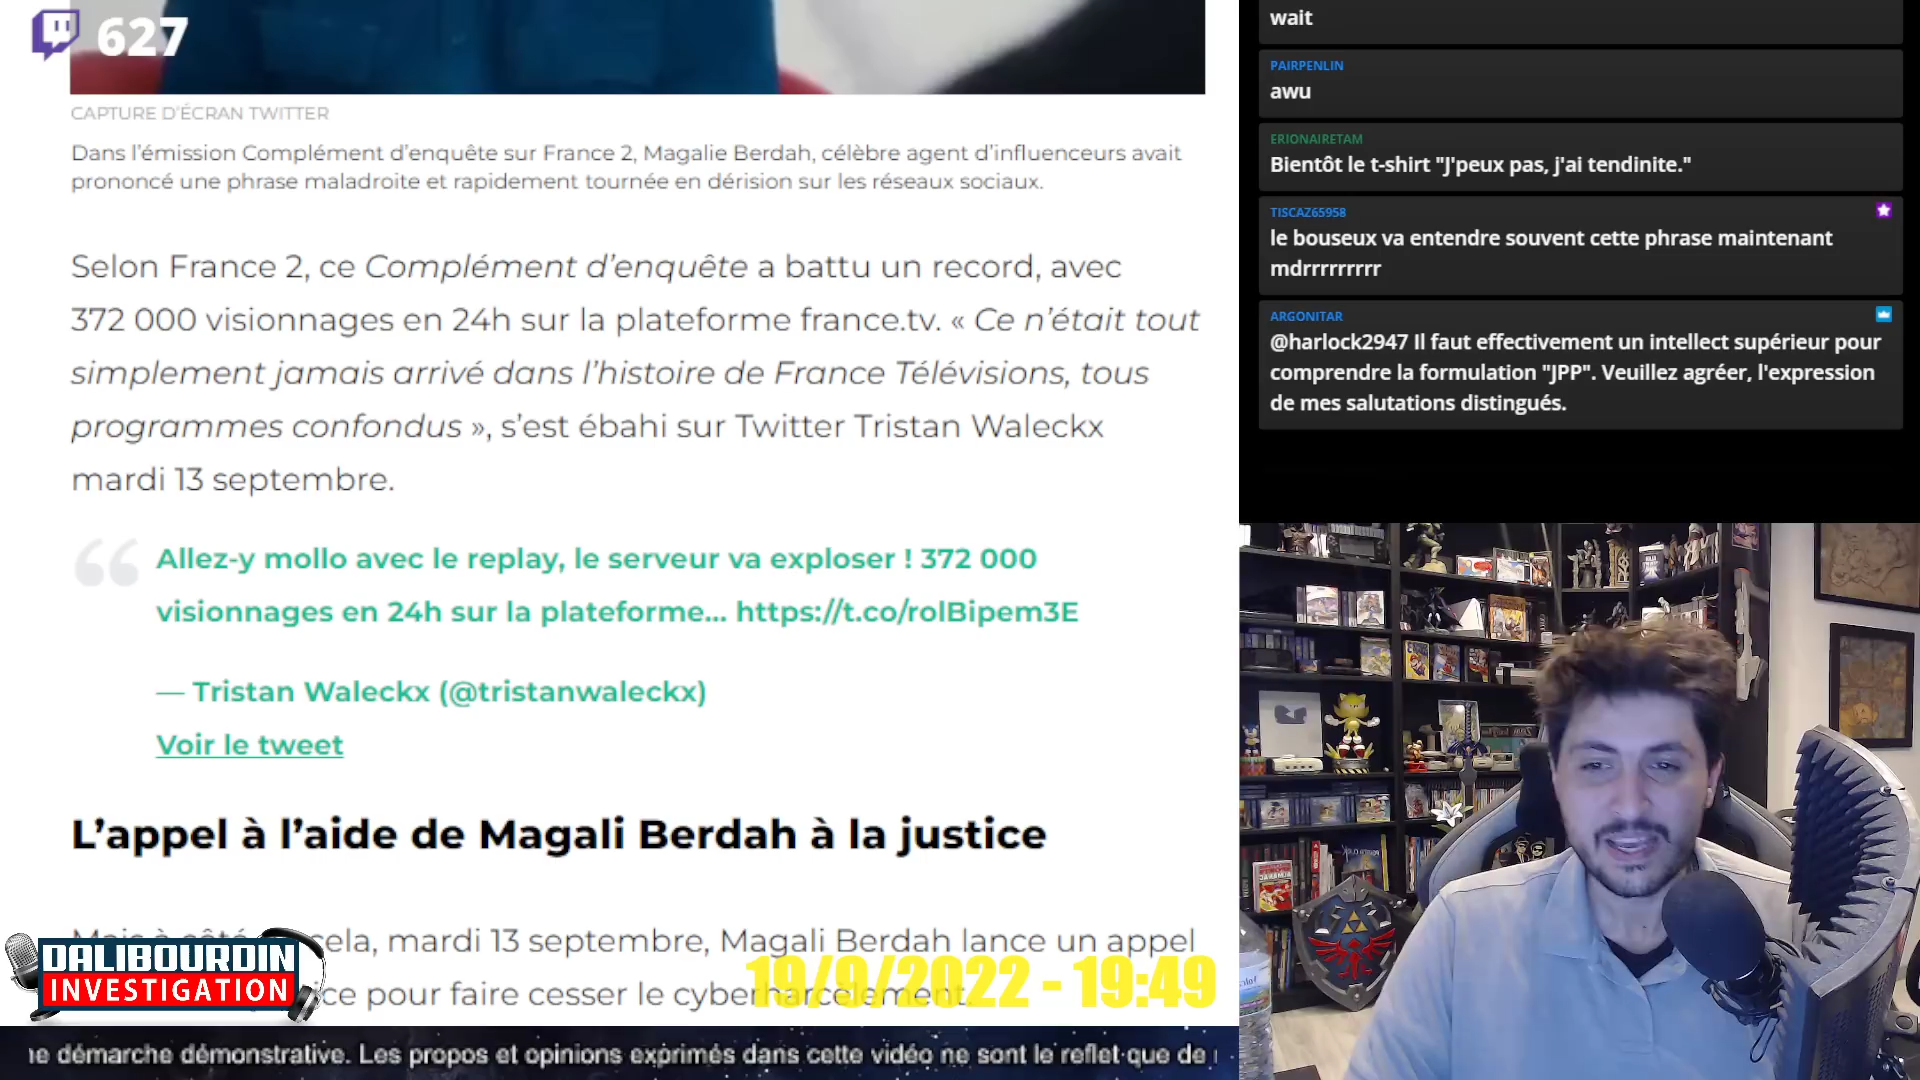 627
CAPTURE D'ÉCRAN TWITTER
Dans l'émission Complément d'enquête sur France 2, Magalie Berdah, célèbre agent d'influenceurs avait
prononcé une phrase maladroite et rapidement tournée en dérision sur les réseaux sociaux.
Selon France 2, ce Complément d'enquête a battu un record, avec
372 000 visionnages en 24h sur la plateforme france.tv. « Ce n'était tout
simplement jamais arrivé dans l'histoire de France Télévisions, tous
programmes confondus », s'est ébahi sur Twitter Tristan Waleckx
mardi 13 septembre.
Allez-y mollo avec le replay, le serveur va exploser ! 372 000
visionnages en 24h sur la plateforme... https://t.co/rolBipem3E
— Tristan Waleckx (@tristanwaleckx)
Voir le tweet
L'appel à l'aide de Magali Berdah à la justice
Mais à côté cela, mardi 13 septembre, Magali Berdah lance un appel
pour faire cesser le cyberharcèlement.
DALIBOURDIN
INVESTIGATION
19/9/2022 - 19:49
démarche démonstrative. Les propos et opinions exprimés dans cette vidéo ne sont le reflet que de
wait
PAIRPENLIN
awu
ERIONAIRETAM
Bientôt le t-shirt "J'peux pas, j'ai tendinite."
TISCAZ65958
le bouseux va entendre souvent cette phrase maintenant
mdrrrrrrrrr
ARGONITAR
@harlock2947 Il faut effectivement un intellect supérieur pour
comprendre la formulation "JPP". Veuillez agréer, l'expression
de mes salutations distingués.